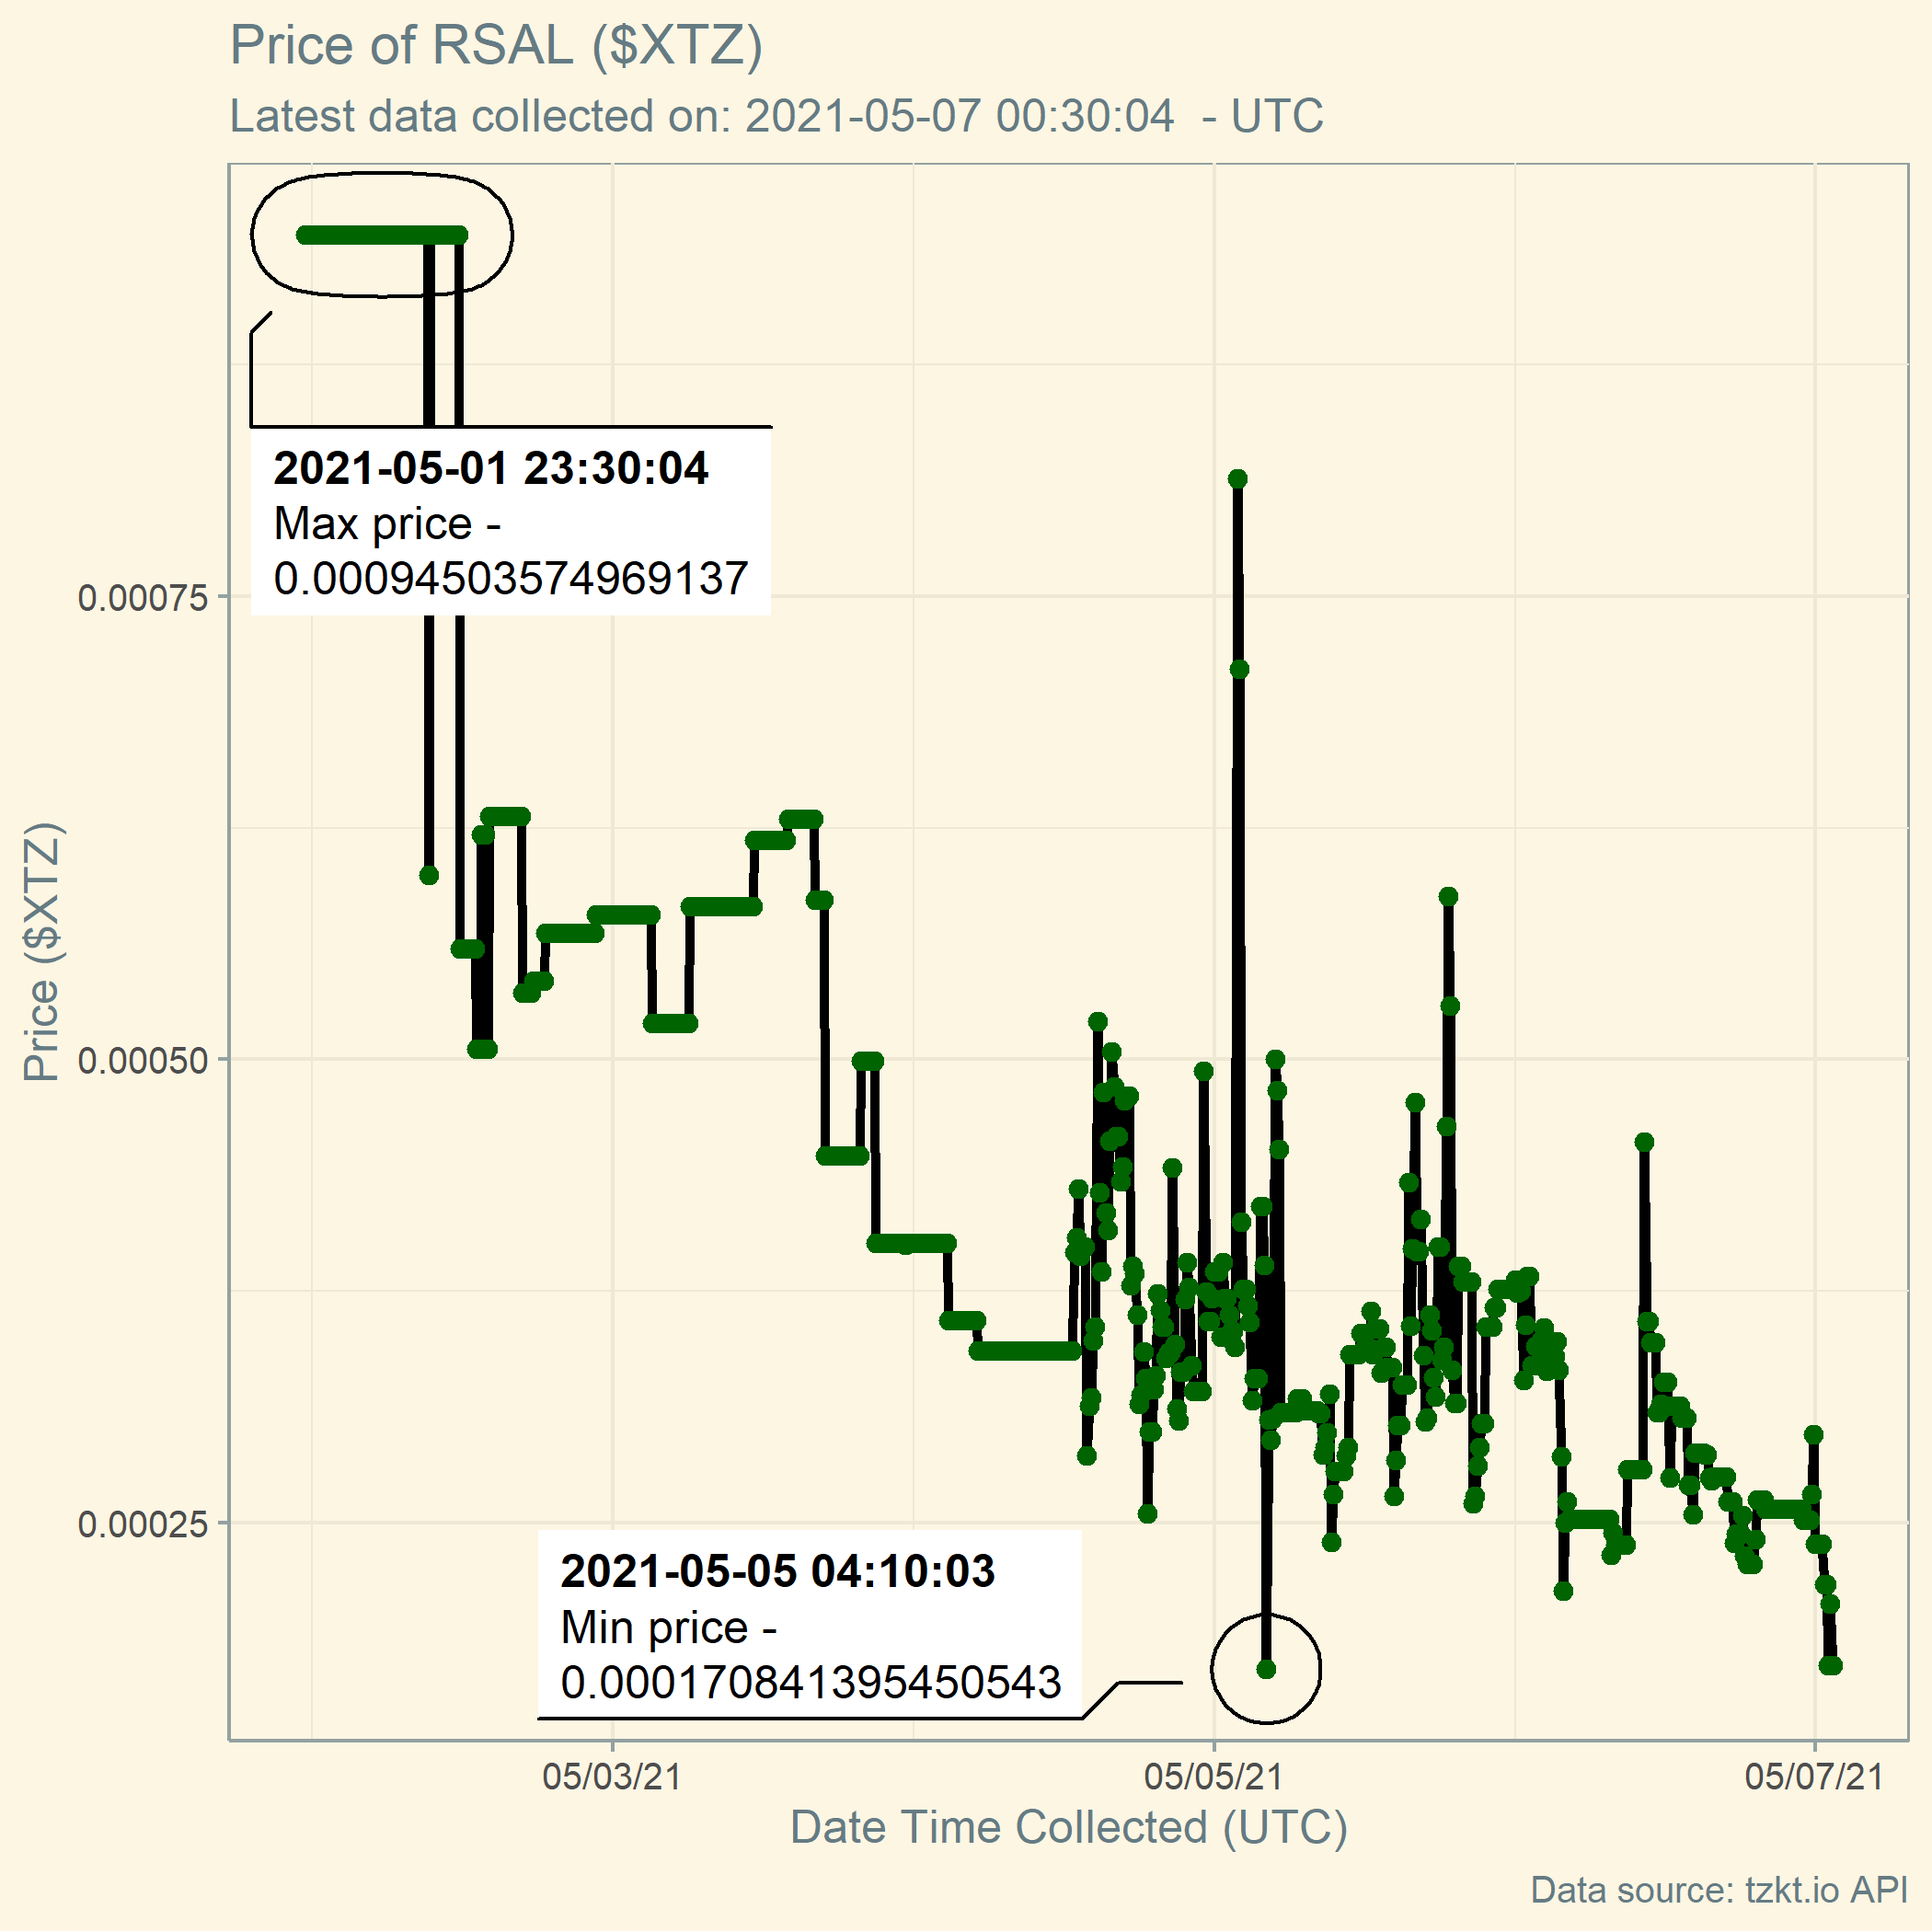 Price of RSAL ($XTZ)
Latest data collected on: 2021-05-07 00:30:04  - UTC
2021-05-01 23:30:04
Max price -
0.00094503574969137
0.00075
Price ($XTZ)
0.00050
0.00025
2021-05-05 04:10:03
Min price -
0.0001708413954505​43
05/03/21
05/05/21
05/07/21
Date Time Collected (UTC)
Data source: tzkt.io API